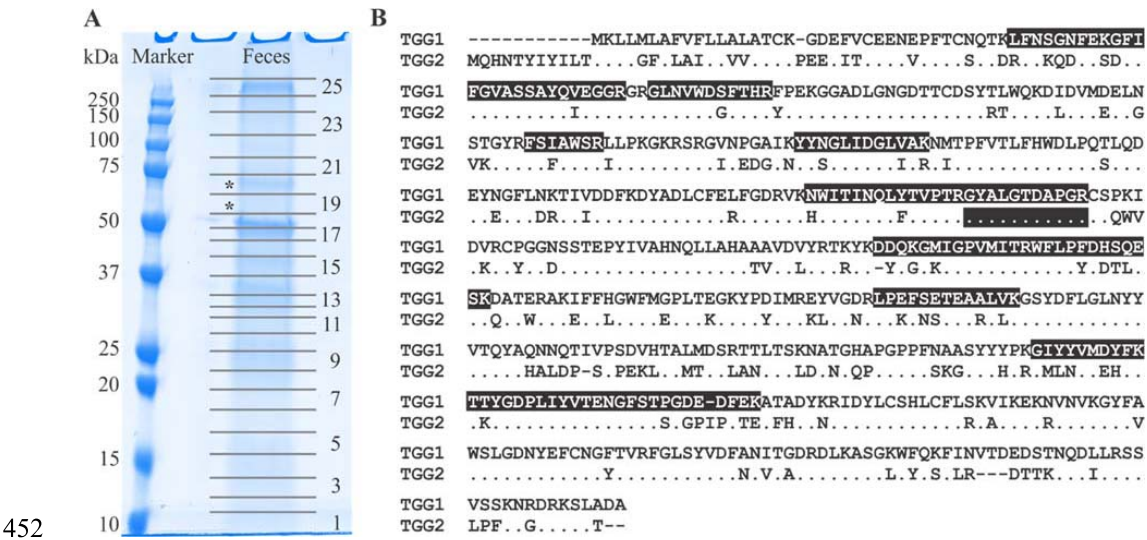 A
B
Marker Feces
kDa
250
150
100
75
50
37
25
20
15
10
25
23
21
19
17
15
13
11
9
7
5
3
1
*
*
TGG1 -----------MKLLMLAFVFLLALATCK-GDEFVCEENEPFTCNQTKLFNSGNFEKGFI
TGG2 MQHNTYIYILT....GF.LAI..VV....PEE.IT....V.....S..DR..KQD..SD..
TGG1 FGVASSAYQVEGGRGRGLNVWDSFTHRFPEKGGADLGNGDTTCDSYTLWQKDIDVMDELN
TGG2 .........I............G....Y..................RT....L...E..G
TGG1 STGYRFSIAWSRLLPKGKRSRGVNPGAIKYYNGLIDGLVAKNMTPFVTLFHWDLPQTLQD
TGG2 VK.....F....I............I.EDG.N..S......I.R.I..............S..
TGG1 EYNGFLNKTIVDDFKDYADLCFELFGDRVKNWITINQLYTVPTRGYALGTDAPGRCSPKI
TGG2 ..E...DR..I............R......H.......F..................QWV
TGG1 DVRCPGGNSSTEPYIVAHNQLLAHAAAVDVYRTKYKDDQKGMIGPVMITRWFLPFDHSQE
TGG2 .K..Y..D.................TV..L...R..-Y.G.K............Y.DTL.
TGG1 SKDATERAKIFFHGWFMGPLTEGKYPDIMREYVGDRLPEFSETEAALVKGSYDFLGLNYY
TGG2 ..Q..W...E..L....E..K....Y...KL..N...K.NS...R.L.............
TGG1 VTQYAQNNQTIVPSDVHTALMDSRTTLTSKNATGHAPGPPFNAASYYYPKGIYYVMDYFK
TGG2 .....HALDP-S.PEKL..MT..LAN...LD.N.QP.....SKG...H.R.MLN..EH..
TGG1 TTYGDPLIYVTENGFSTPGDE-DFEKATADYKRIDYLCSHLCFLSKVIKEKNVNVKGYFA
TGG2 .K...............S.GPIP.TE.FH..N...........R.A...R.......V
TGG1 WSLGDNYEFCNGFTVRFGLSYVDFANITGDRDLKASGKWFQKFINVTDEDSTNQDLLRSS
TGG2 ............Y...........N.V.A........L.Y.S.LR---DTTK...I....
TGG1 VSSKNRDRKSLADA
TGG2 LPF..G.....T--
452